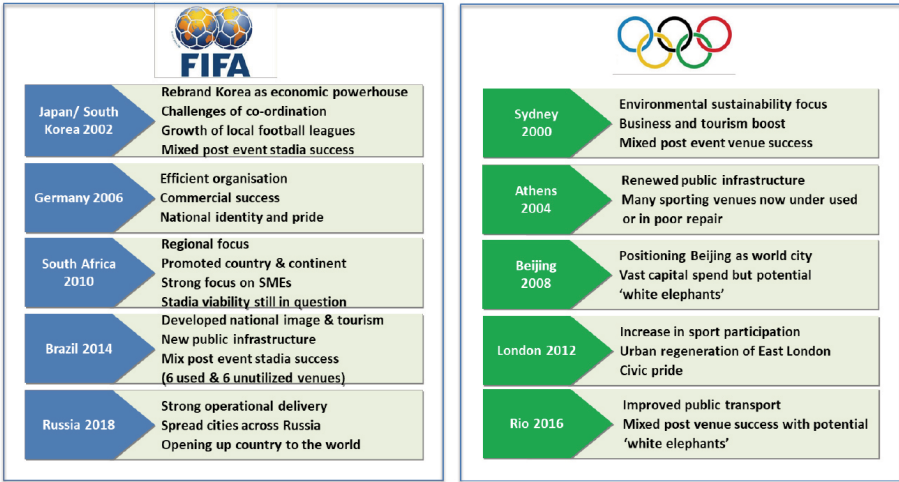 FIFA
Japan/ South
Korea 2002
Rebrand Korea as economic powerhouse
Challenges of co-ordination
Growth of local football leagues
Mixed post event stadia success
Germany 2006
Efficient organisation
Commercial success
National identity and pride
South Africa
2010
Regional focus
Promoted country & continent
Strong focus on SMEs
Stadia viability still in question
Brazil 2014
Developed national image & tourism
New public infrastructure
Mix post event stadia success
(6 used & 6 unutilized venues)
Russia 2018
Strong operational delivery
Spread cities across Russia
Opening up country to the world
Sydney
2000
Environmental sustainability focus
Business and tourism boost
Mixed post event venue success
Athens
2004
Renewed public infrastructure
Many sporting venues now under used
or in poor repair
Beijing
2008
Positioning Beijing as world city
Vast capital spend but potential
‘white elephants’
London 2012
Increase in sport participation
Urban regeneration of East London
Civic pride
Rio 2016
Improved public transport
Mixed post venue success with potential
‘white elephants’